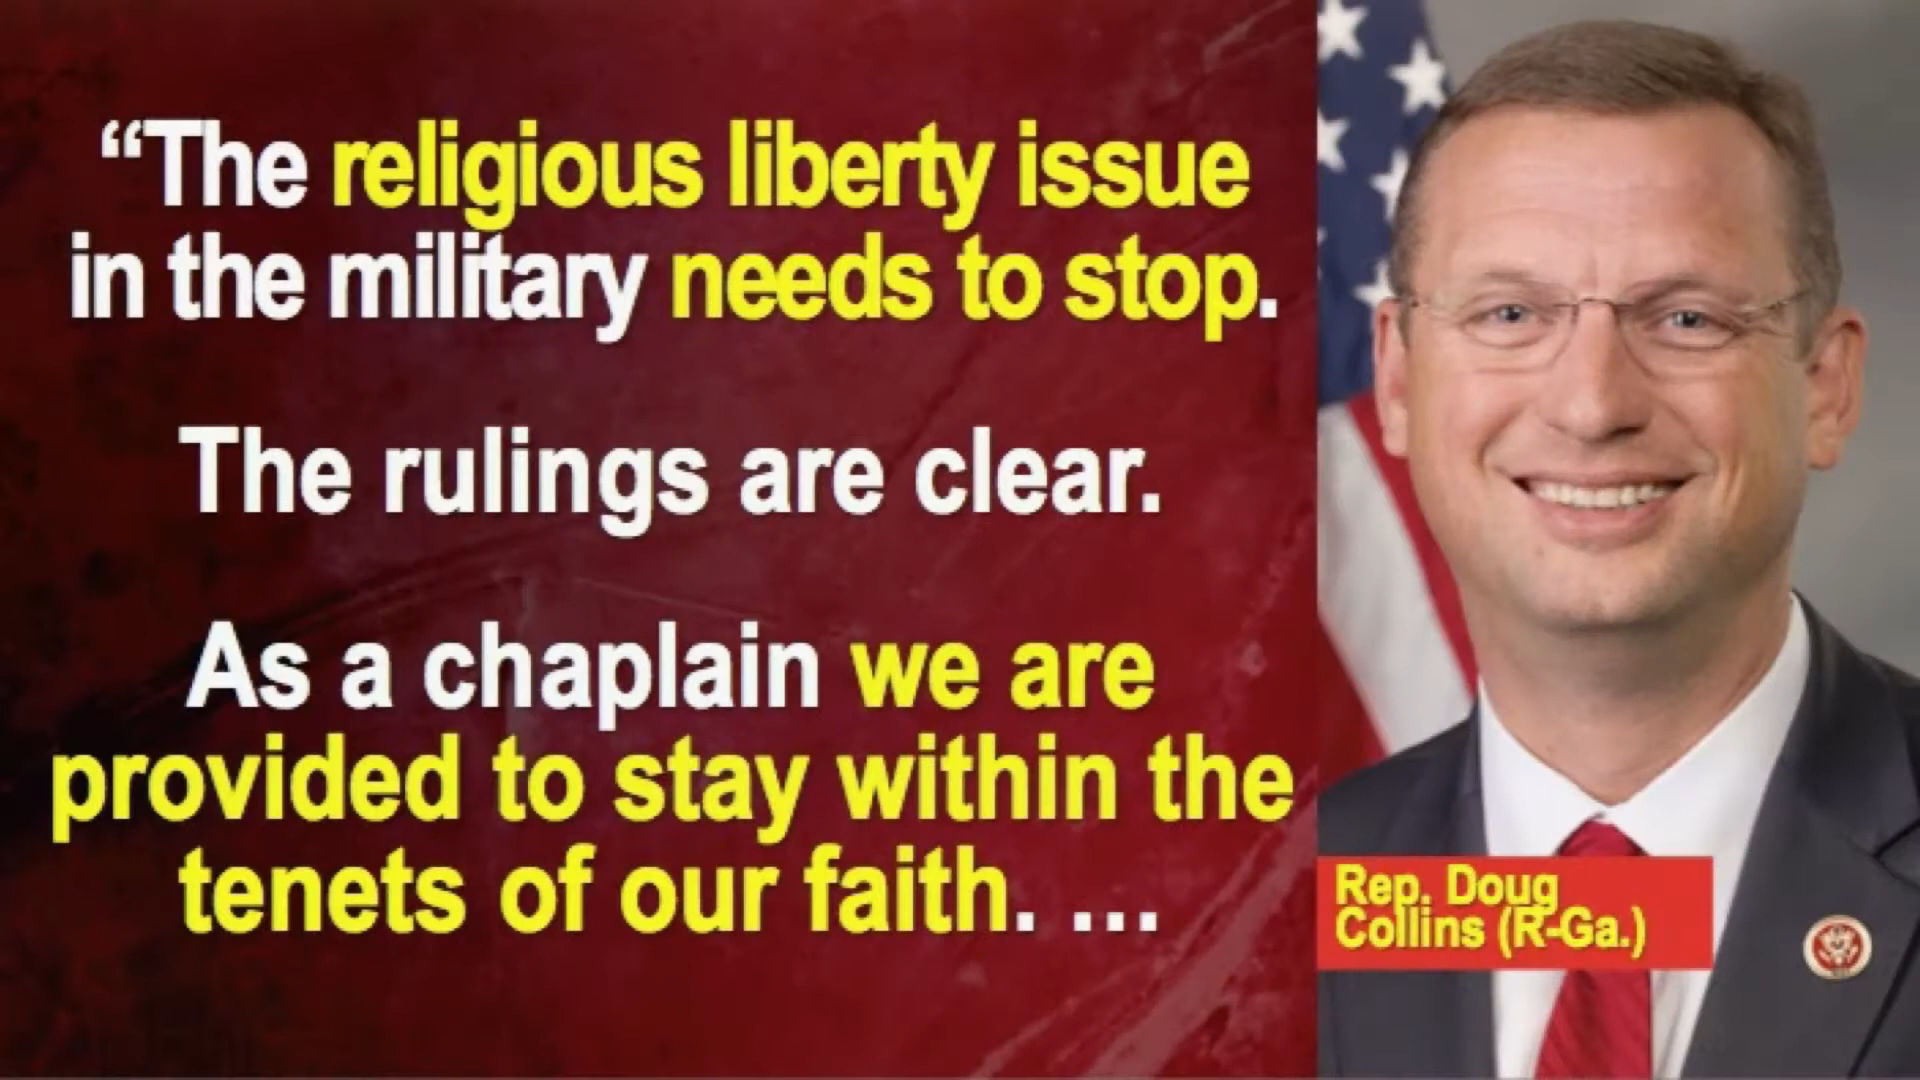 “The religious liberty issue
in the military needs to stop.
The rulings are clear.
As a chaplain we are
provided to stay within the
tenets of our faith. ...
Rep. Doug
Collins (R-Ga.)